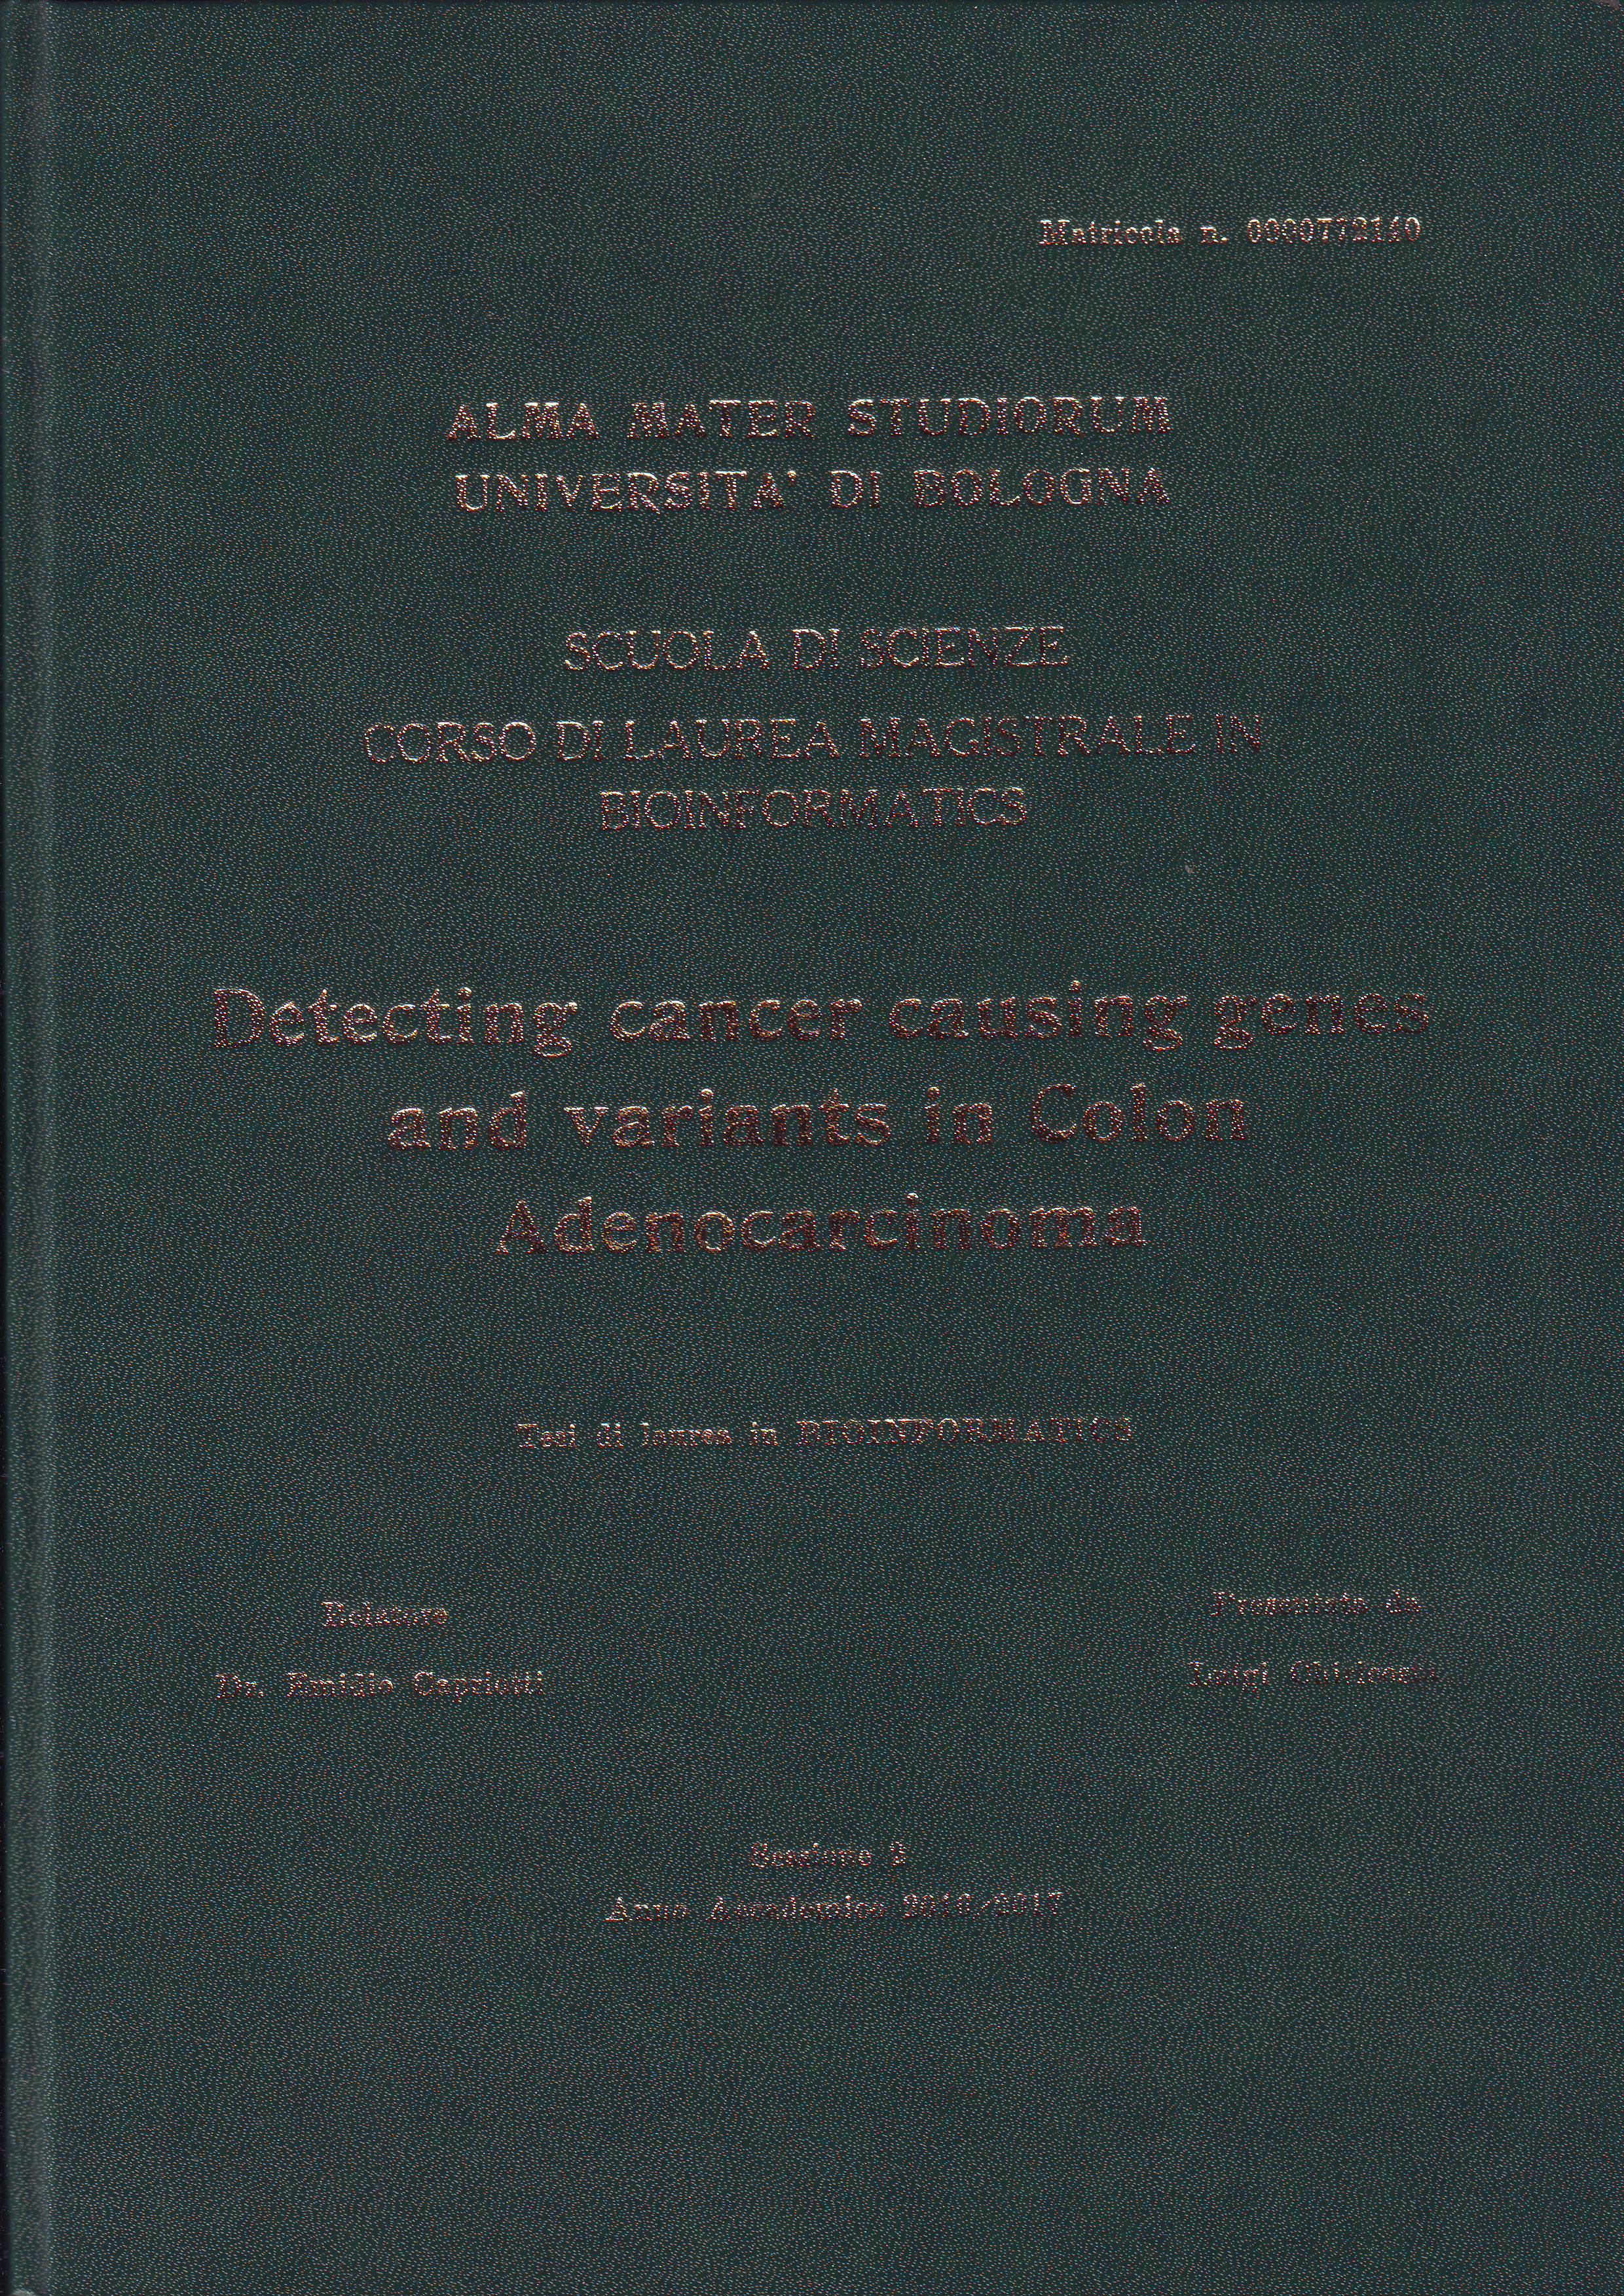 Matricola n. 0000772140
ALMA MATER STUDIORUM
UNIVERSITA' DI BOLOGNA
SCUOLA DI SCIENZE
CORSO DI LAUREA MAGISTRALE IN
BIOINFORMATICS
Detecting cancer causing genes
and variants in Colon
Adenocarcinoma
Tesi di laurea in BIOINFORMATICS
Relatore
Presentata da
Dr. Emidio Capriotti
Luigi Chiricosta
Sessione 2
Anno Accademico 2016/2017